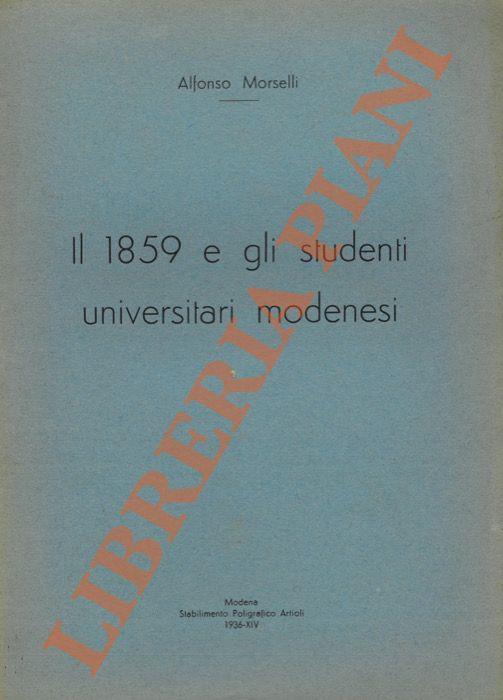 Alfonso Morselli
Il 1859 e gli studenti
universitari modenesi
LIBRERIA PIANI
Modena
Stabilimento Poligrafico Artioli
1936-XIV